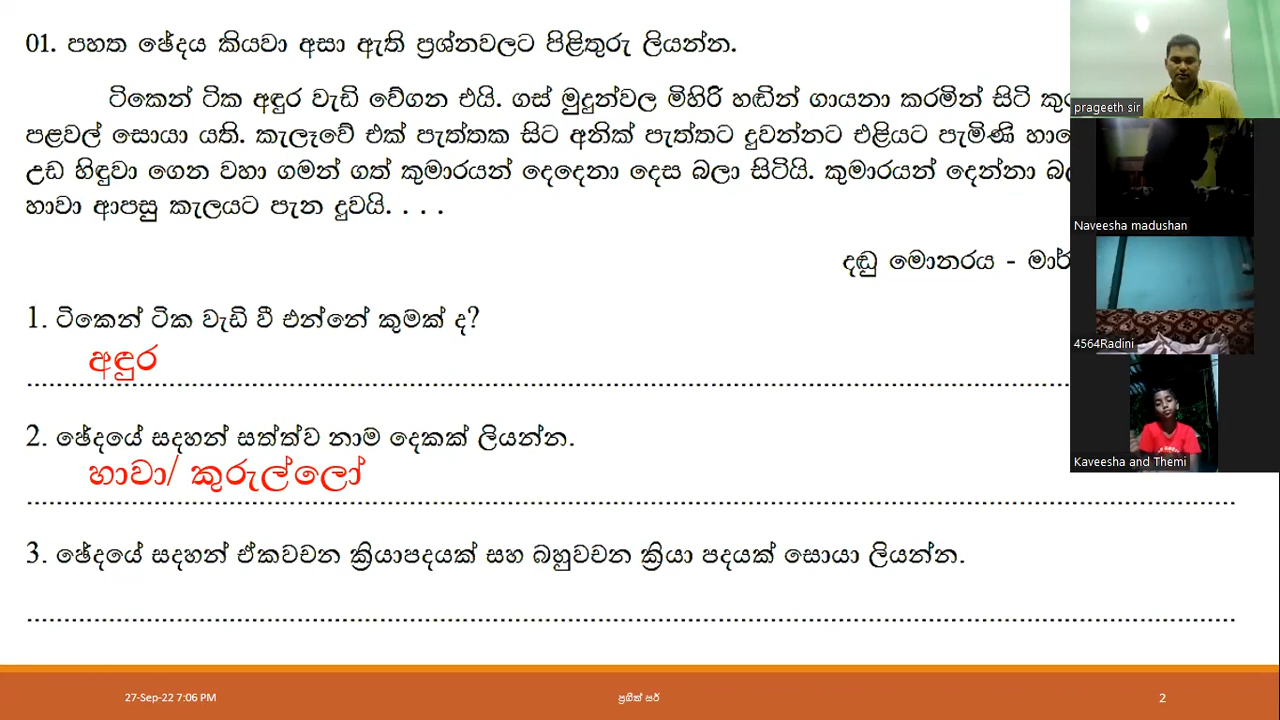 01. පහත ඡේදය කියවා අසා ඇති ප්‍රශ්නවලට පිළිතුරු ලියන්න.
ටිකෙන් ටික අඳුර වැඩි වේගන එයි. ගස් මුදුන්වල මිහිරි හඬින් ගායනා කරමින් සිටි
පළවල් සොයා යති. කැලෑවේ එක් පැත්තක සිට අනික් පැත්තට දුවන්නට එළියට පැමිණි
උඩ හිඳුවා ගෙන වහා ගමන් ගත් කුමාරයන් දෙදෙනා දෙස බලා සිටියි. කුමාරයන් දෙන්නා
හාවා ආපසු කැලයට පැන දුවයි. . . .
දඬු මොනරය -
1. ටිකෙන් ටික වැඩි වී එන්නේ කුමක් ද?
අඳුර
2. ඡේදයේ සදහන් සත්ත්ව නාම දෙකක් ලියන්න.
හාවා/ කුරුල්ලෝ
3. ඡේදයේ සදහන් ඒකවචන ක්‍රියාපදයක් සහ බහුවචන ක්‍රියා පදයක් සොයා ලියන්න.
prageeth sir
Naveesha madushan
4564Radini
Kaveesha and Themi
27-Sep-22 7:06 PM
ප්‍රගීත් සර්
2